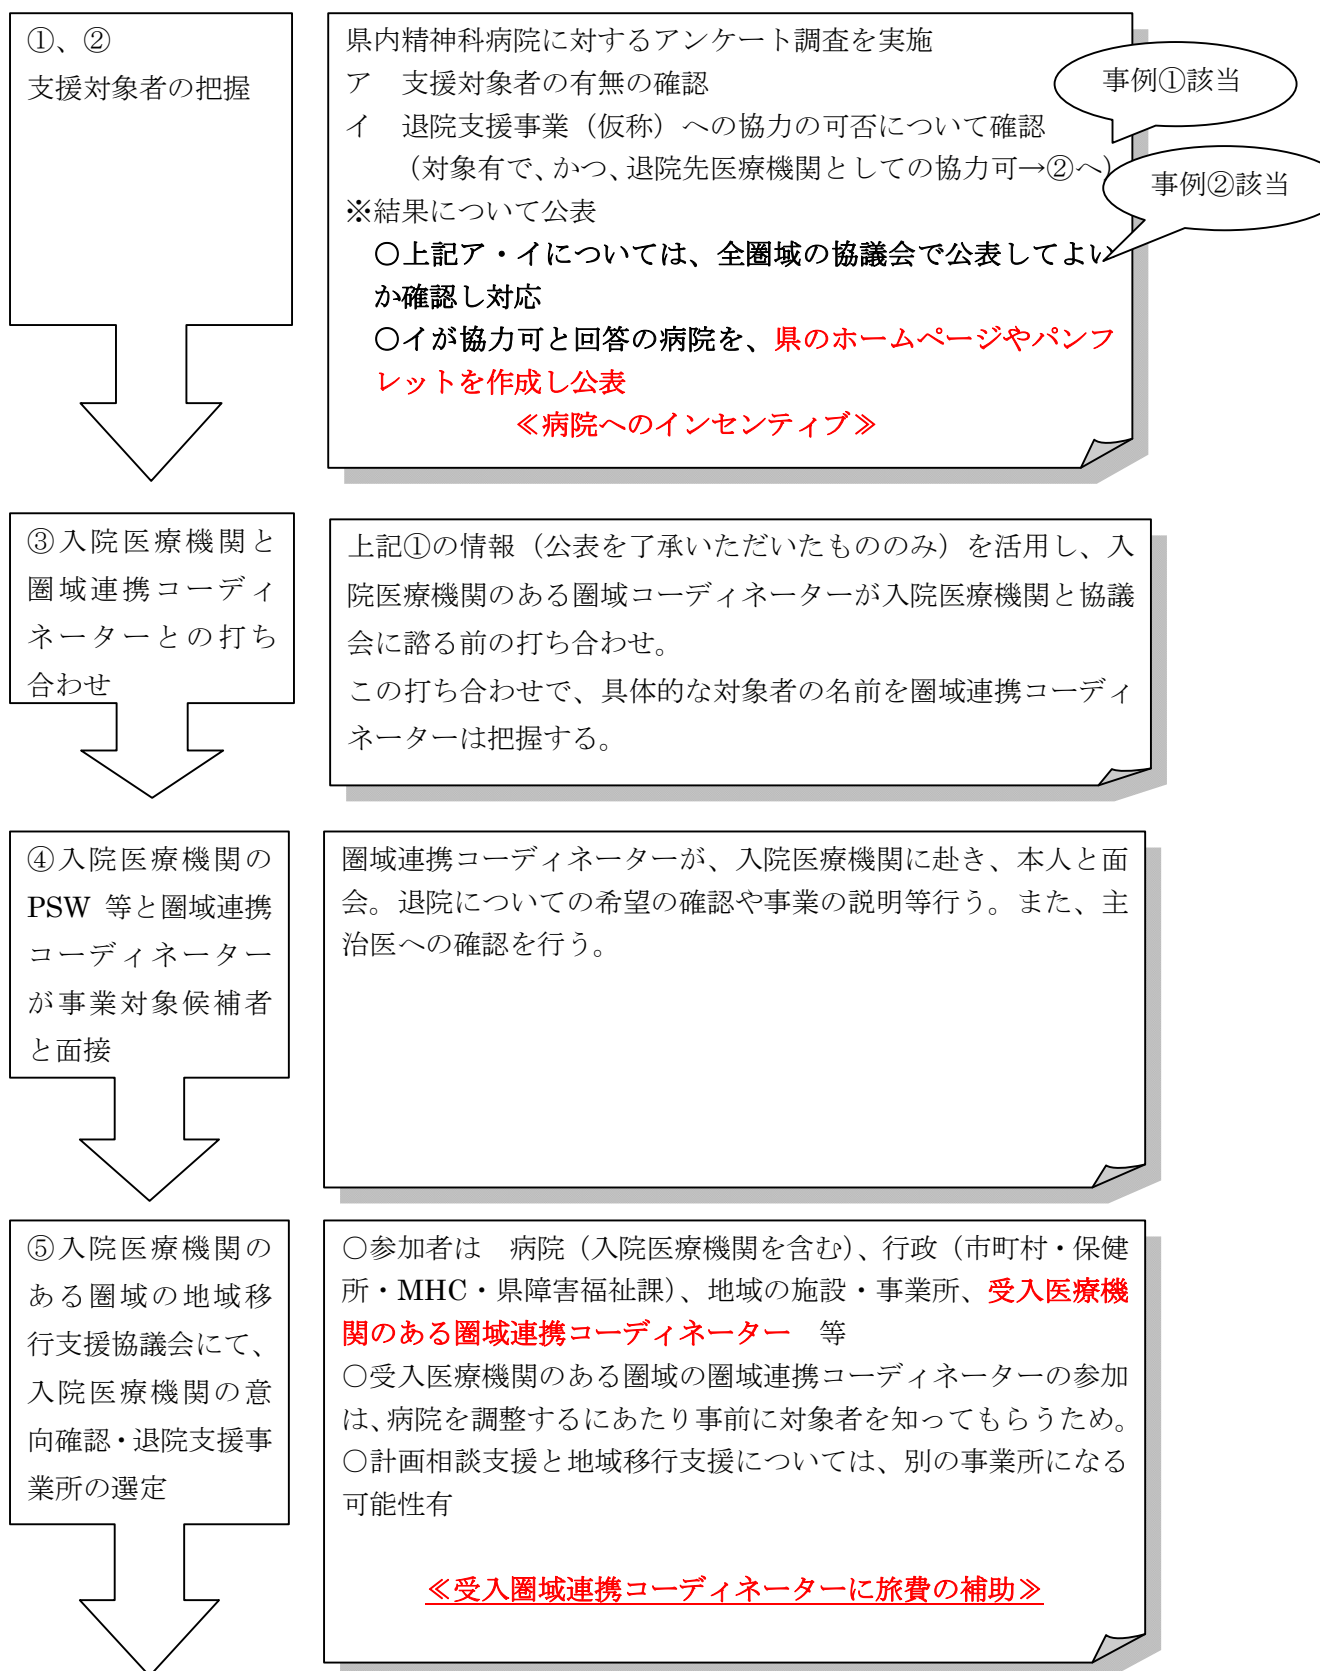 ①、②
支援対象者の把握
県内精神科病院に対するアンケート調査を実施
ア　支援対象者の有無の確認
イ　退院支援事業（仮称）への協力の可否について確認
（対象有で、かつ、退院先医療機関としての協力可→②へ）
※結果について公表
〇上記ア・イについては、全圏域の協議会で公表してよい
か確認し対応
〇イが協力可と回答の病院を、県のホームページやパンフ
レットを作成し公表
≪病院へのインセンティブ≫
事例①該当
事例②該当
③入院医療機関と
圏域連携コーディ
ネーターとの打ち
合わせ
上記①の情報（公表を了承いただいたもののみ）を活用し、入
院医療機関のある圏域コーディネーターが入院医療機関と協議
会に諮る前の打ち合わせ。
この打ち合わせで、具体的な対象者の名前を圏域連携コーディ
ネーターは把握する。
④入院医療機関の
PSW 等と圏域連携
コーディネーター
が事業対象候補者
と面接
圏域連携コーディネーターが、入院医療機関に赴き、本人と面
会。退院についての希望の確認や事業の説明等行う。また、主
治医への確認を行う。
⑤入院医療機関の
ある圏域の地域移
行支援協議会にて、
入院医療機関の意
向確認・退院支援事
業所の選定
〇参加者は　病院（入院医療機関を含む）、行政（市町村・保健
所・MHC・県障害福祉課）、地域の施設・事業所、受入医療機
関のある圏域連携コーディネーター　等
〇受入医療機関のある圏域の圏域連携コーディネーターの参加
は、病院を調整するにあたり事前に対象者を知ってもらうため。
〇計画相談支援と地域移行支援については、別の事業所になる
可能性有
≪受入圏域連携コーディネーターに旅費の補助≫